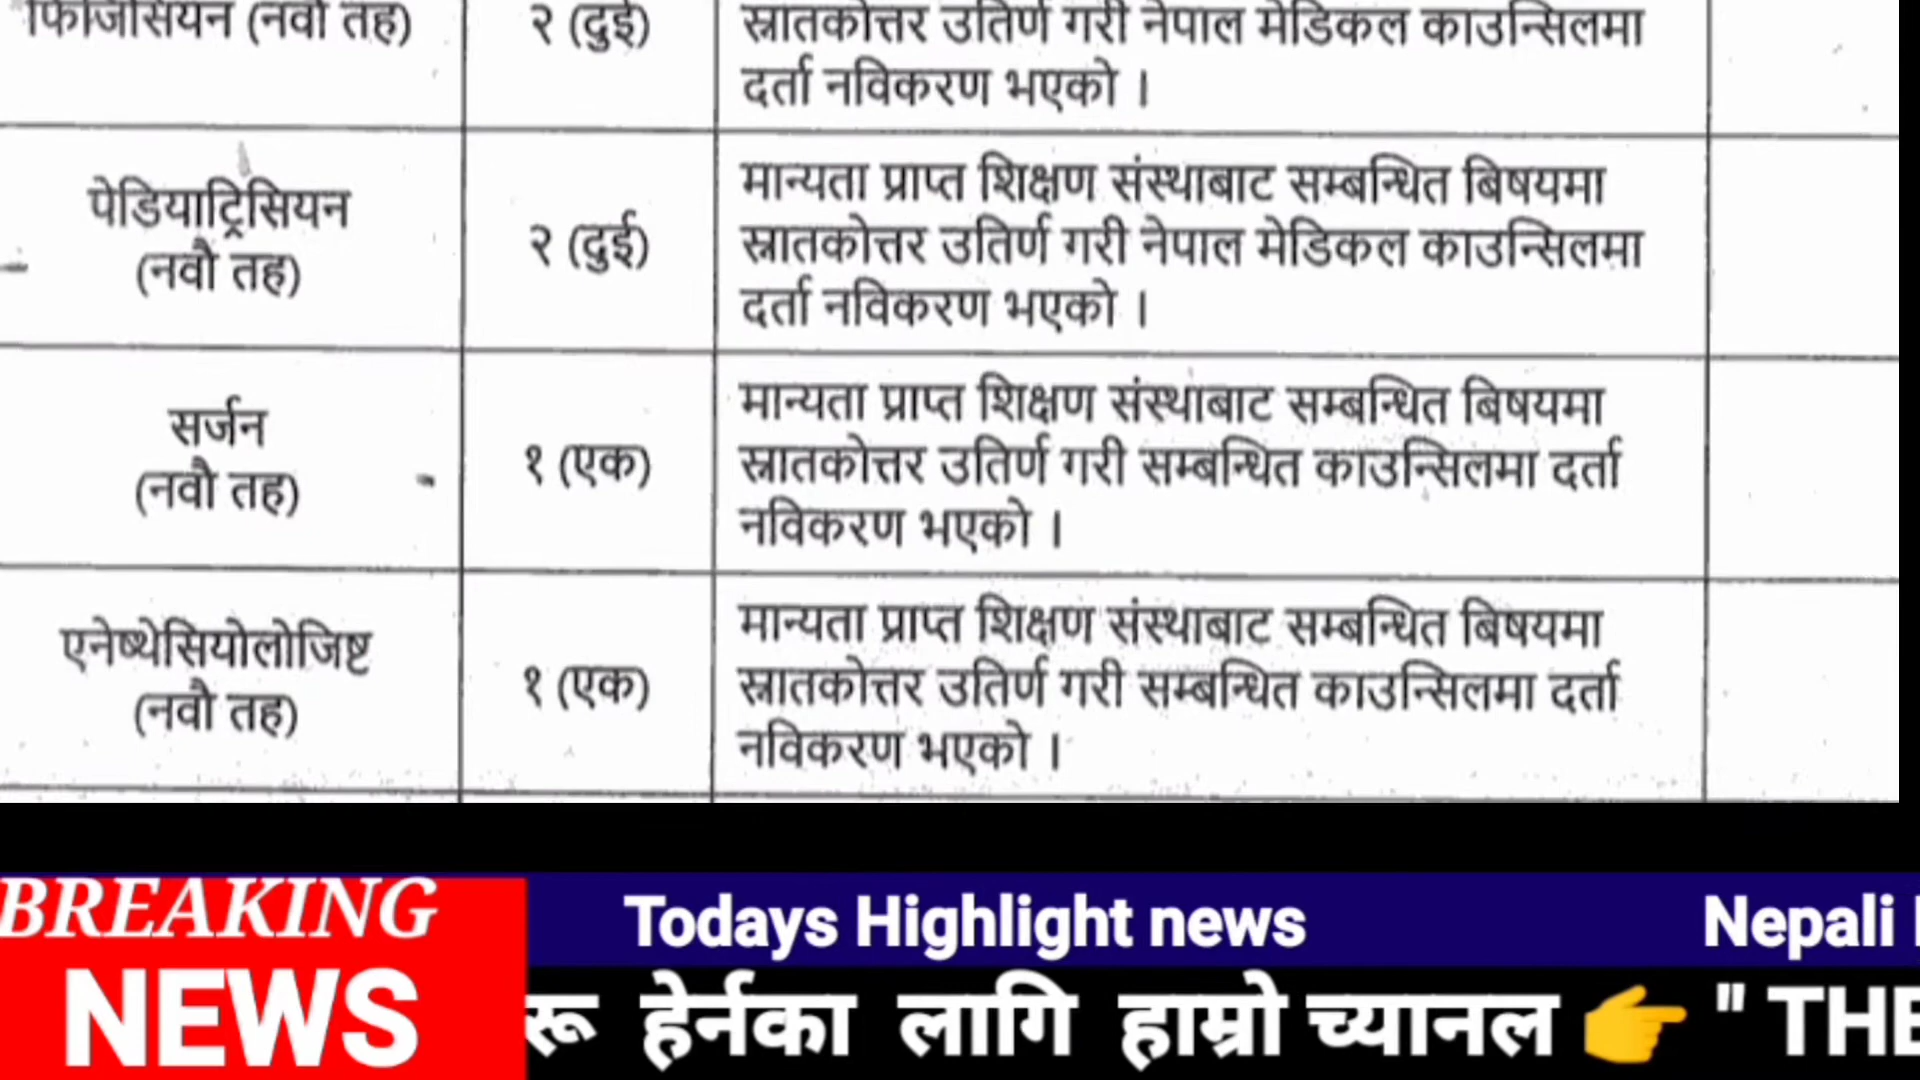 फिजिसियन (नवौ तह)
२ (दुई)
स्नातकोत्तर उतिर्ण गरी नेपाल मेडिकल काउन्सिलमा
दर्ता नविकरण भएको ।
पेडियाट्रिसियन
(नवौ तह)
२ (दुई)
मान्यता प्राप्त शिक्षण संस्थाबाट सम्बन्धित बिषयमा
स्नातकोत्तर उतिर्ण गरी नेपाल मेडिकल काउन्सिलमा
दर्ता नविकरण भएको ।
सर्जन
(नवौ तह)
१ (एक)
मान्यता प्राप्त शिक्षण संस्थाबाट सम्बन्धित बिषयमा
स्नातकोत्तर उतिर्ण गरी सम्बन्धित काउन्सिलमा दर्ता
नविकरण भएको ।
एनेष्थेसियोलोजिष्ट
(नवौ तह)
१ (एक)
मान्यता प्राप्त शिक्षण संस्थाबाट सम्बन्धित बिषयमा
स्नातकोत्तर उतिर्ण गरी सम्बन्धित काउन्सिलमा दर्ता
नविकरण भएको ।
BREAKING
NEWS
Todays Highlight news Nepali
रू हेर्नका लागि हाम्रो च्यानल 👉 " THE